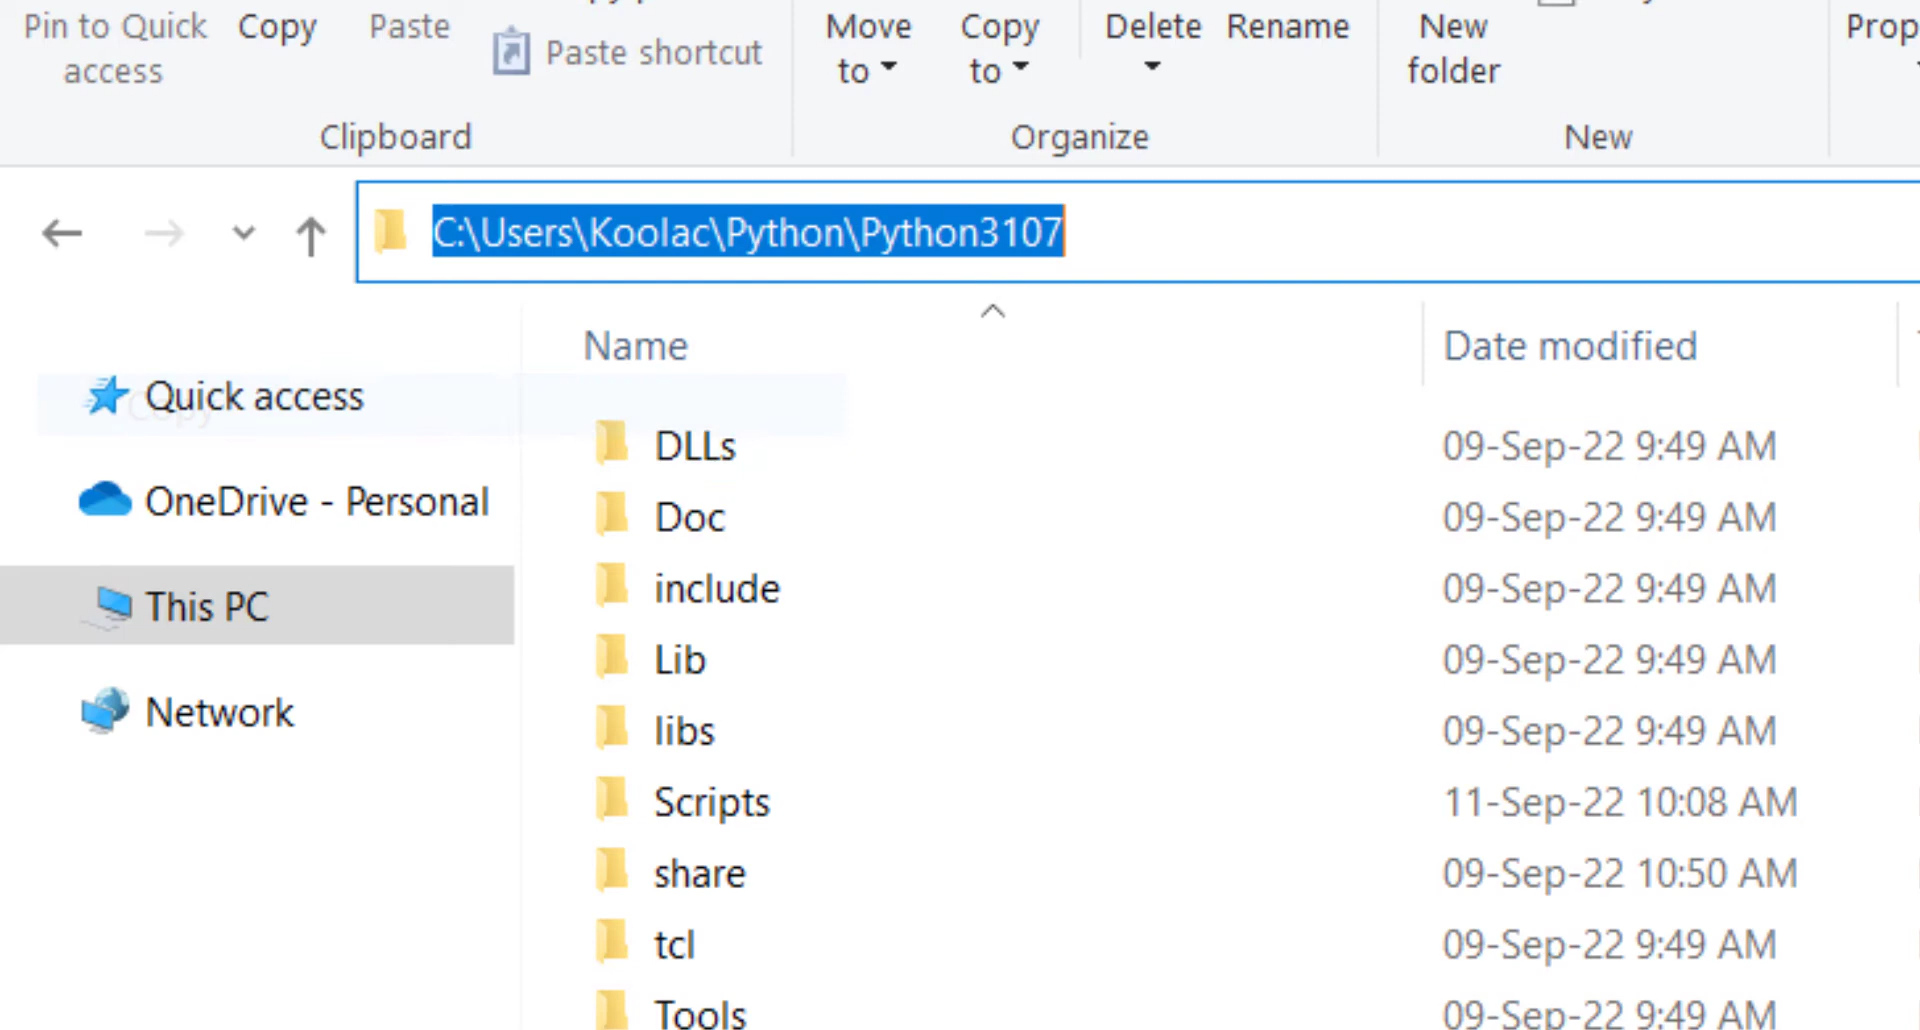 Pin to Quick access
Copy
Paste
Paste shortcut
Move to
Copy to
Delete
Rename
New folder
Clipboard
Organize
New
C:\Users\Koolac\Python\Python3107
Name
Date modified
Quick access
Copy
OneDrive - Personal
This PC
Network
DLLs 09-Sep-22 9:49 AM
Doc 09-Sep-22 9:49 AM
include 09-Sep-22 9:49 AM
Lib 09-Sep-22 9:49 AM
libs 09-Sep-22 9:49 AM
Scripts 11-Sep-22 10:08 AM
share 09-Sep-22 10:50 AM
tcl 09-Sep-22 9:49 AM
Tools 09-Sep-22 9:49 AM